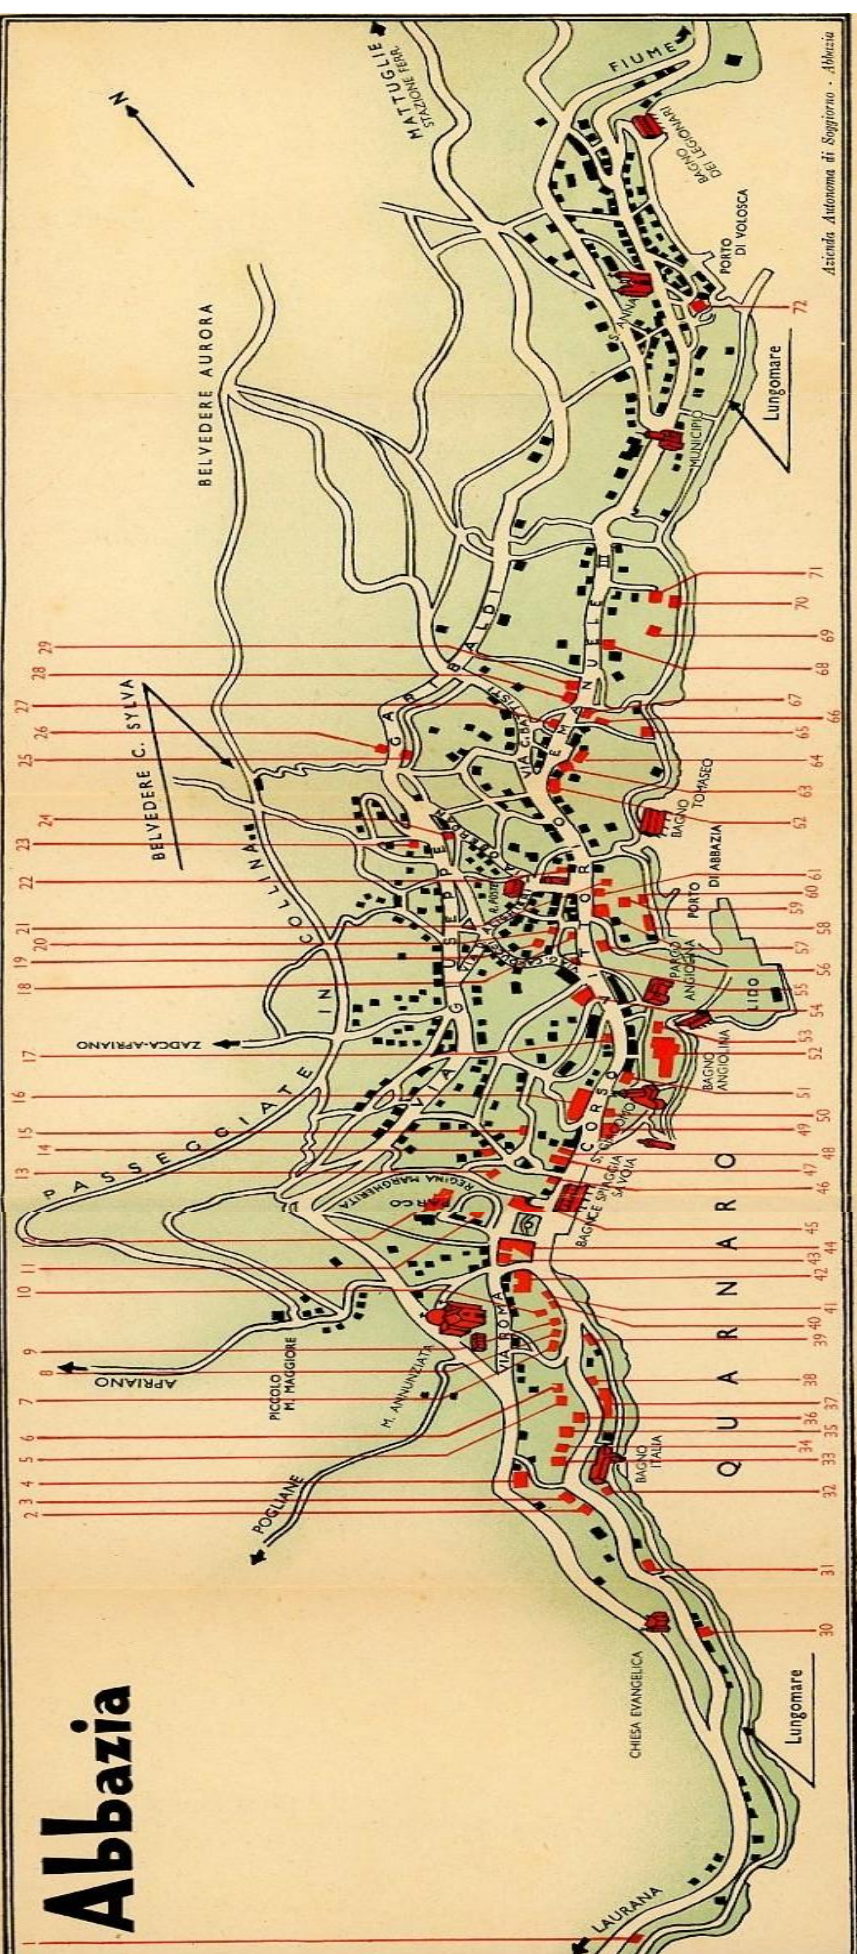 Abbazia
Azienda Autonoma di Soggiorno - Abbazia
N
MATTUGLIE
STAZIONE FERR.
FIUME
BAGNO
DEI LEGIONARI
PORTO
DI VOLOSCA
S. ANNA
MUNICIPIO
Lungomare
BELVEDERE AURORA
BELVEDERE C. SYLVA
PASSEGGIATE IN COLLINA
VIA GIUSEPPE GARIBALDI
CORSO VITTORIO EMANUELE
VIA ROMA
BAGNO
TOMASEO
PORTO
DI ABBAZIA
PARCO
ANGIOLINA
LIDO
BAGNO
ANGIOLINA
S. GIACOMO
SPIAGGIA
SAVOIA
PARCO
REGINA MARGHERITA
ZADCA-APRIANO
APRIANO
PICCOLO
M. MAGGIORE
M. ANNUNZIATA
POGLIANE
BAGNO
ITALIA
QUARNARO
CHIESA EVANGELICA
Lungomare
LAURANA
1
2
3
4
5
6
7
8
9
10
11
13
14
15
16
17
18
19
20
21
22
23
24
25
26
27
28
29
30
31
32
33
34
35
36
37
38
39
40
41
42
43
44
45
46
47
48
49
50
51
52
53
54
55
56
57
58
59
60
61
62
63
64
65
66
67
68
69
70
71
72